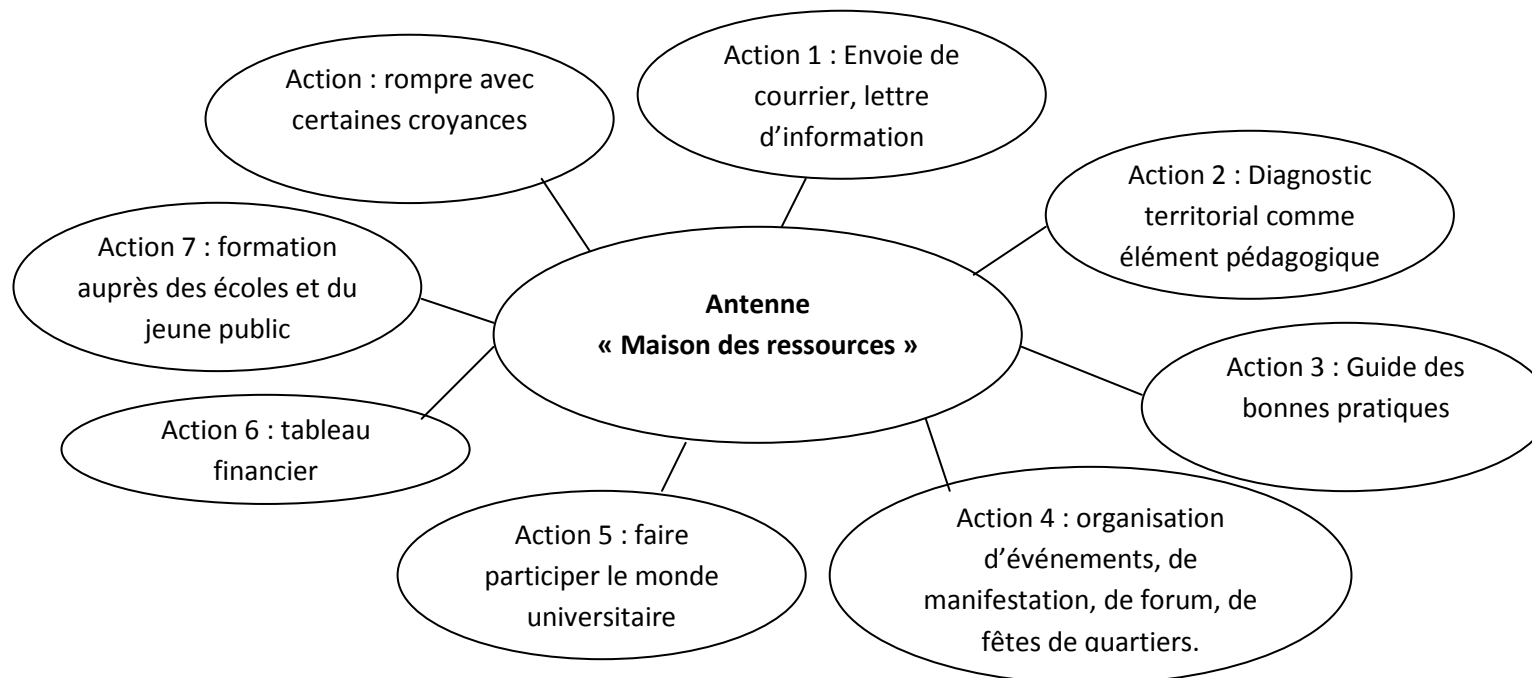 Action : rompre avec
certaines croyances
Action 1 : Envoie de
courrier, lettre
d’information
Action 2 : Diagnostic
territorial comme
élément pédagogique
Action 7 : formation
auprès des écoles et du
jeune public
Antenne
« Maison des ressources »
Action 3 : Guide des
bonnes pratiques
Action 6 : tableau
financier
Action 5 : faire
participer le monde
universitaire
Action 4 : organisation
d’événements, de
manifestation, de forum, de
fêtes de quartiers.